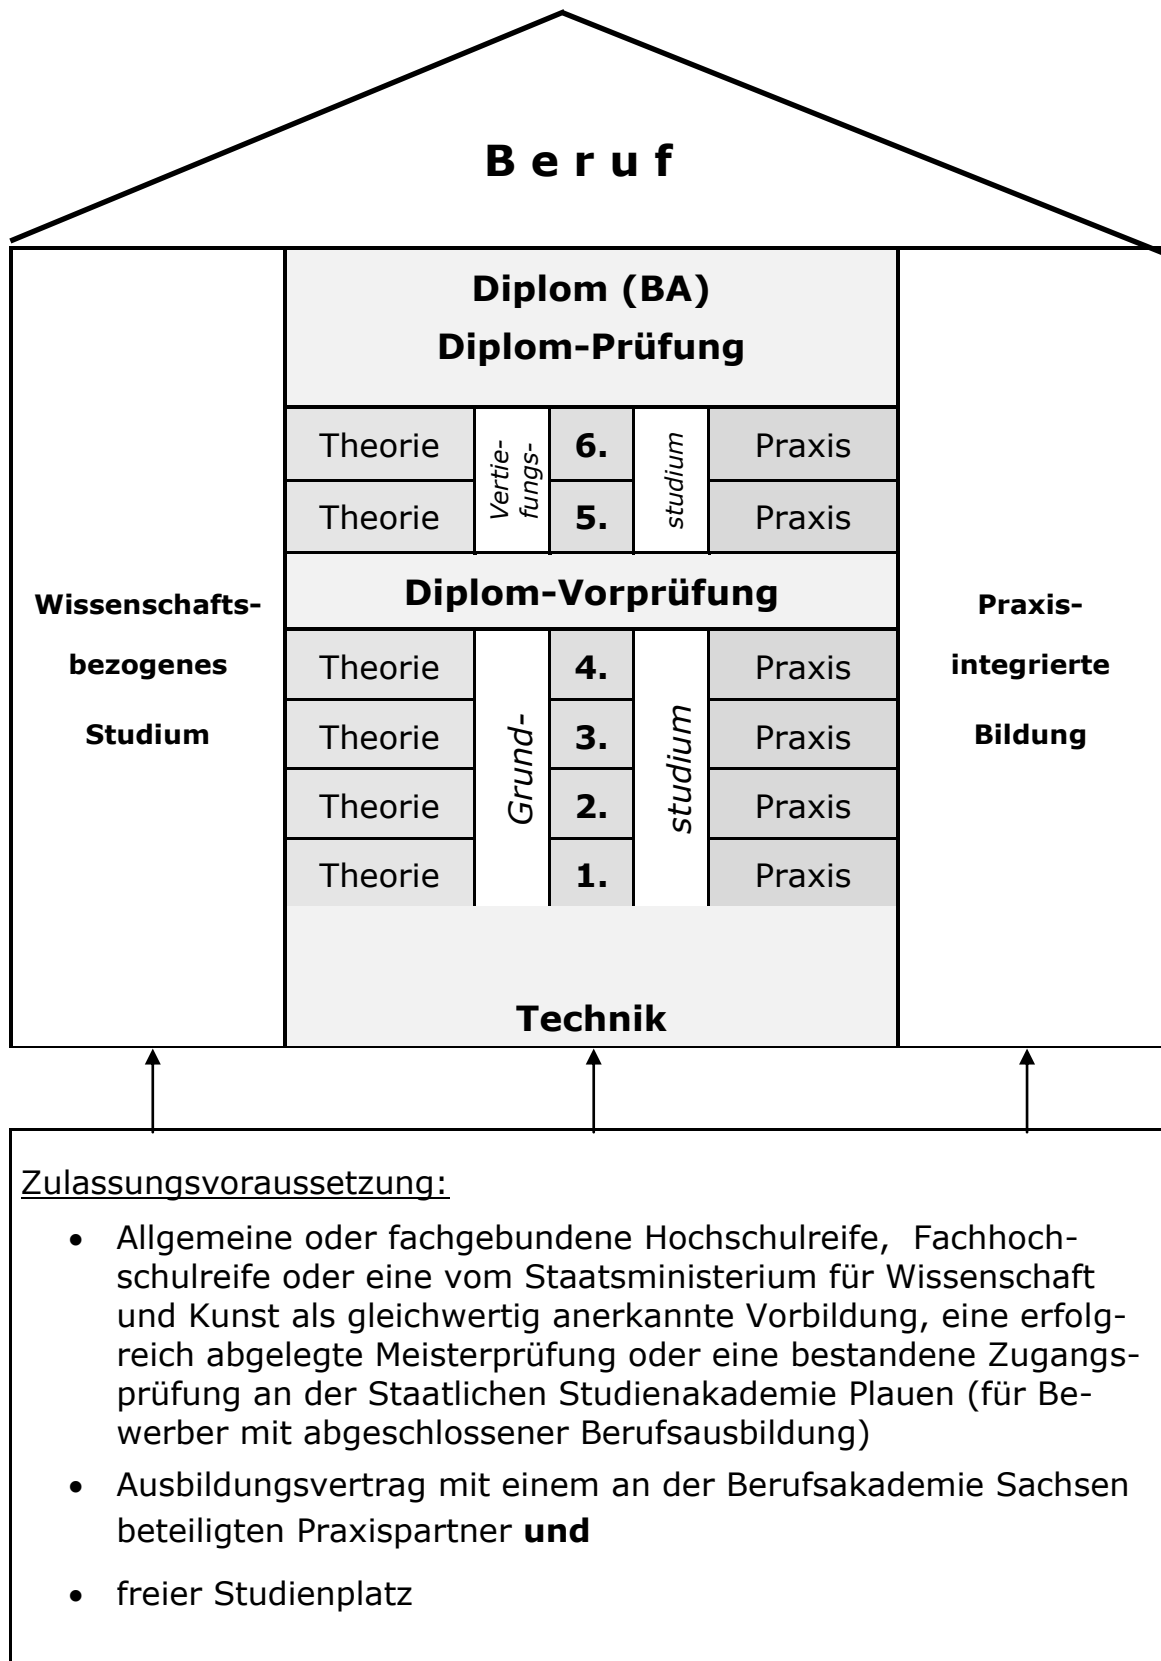 Beruf
Diplom (BA)
Diplom-Prüfung
Theorie 6. Praxis
Vertie-
fungs-
studium
Theorie 5. Praxis
Diplom-Vorprüfung
Wissenschafts-
bezogenes
Studium
Theorie 4. Praxis
Theorie 3. Praxis
Grund-
studium
Theorie 2. Praxis
Theorie 1. Praxis
Praxis-
integrierte
Bildung
Technik
Zulassungsvoraussetzung:
• Allgemeine oder fachgebundene Hochschulreife, Fachhoch-
schulreife oder eine vom Staatsministerium für Wissenschaft
und Kunst als gleichwertig anerkannte Vorbildung, eine erfolg-
reich abgelegte Meisterprüfung oder eine bestandene Zugangs-
prüfung an der Staatlichen Studienakademie Plauen (für Be-
werber mit abgeschlossener Berufsausbildung)
• Ausbildungsvertrag mit einem an der Berufsakademie Sachsen
beteiligten Praxispartner und
• freier Studienplatz